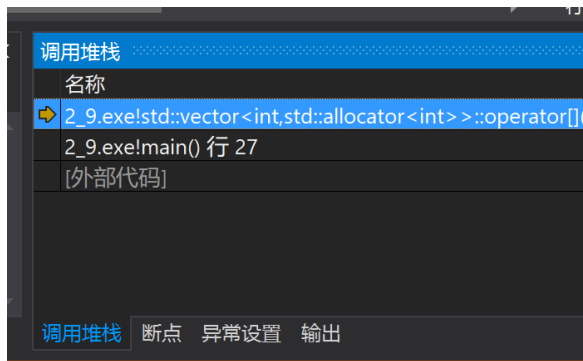 调用堆栈
名称
2_9.exe!std::vector<int,std::allocator<int>>::operator[](
2_9.exe!main() 行 27
[外部代码]
调用堆栈 断点 异常设置 输出